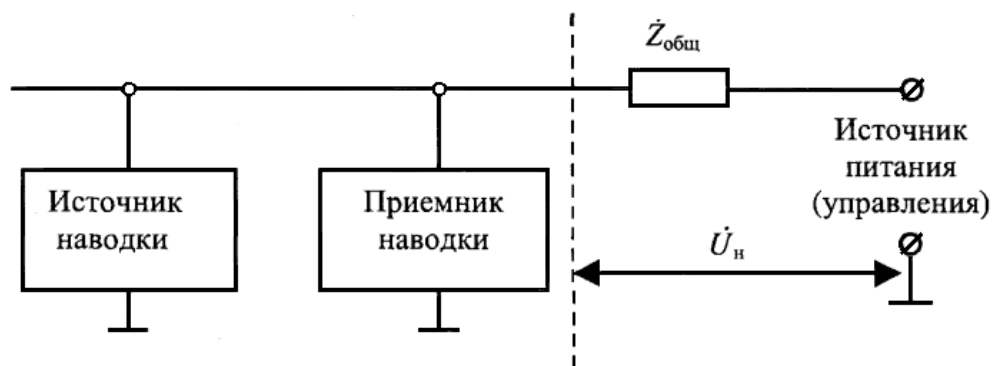 Żобщ
Источник
наводки
Приемник
наводки
Источник
питания
(управления)
U̇н